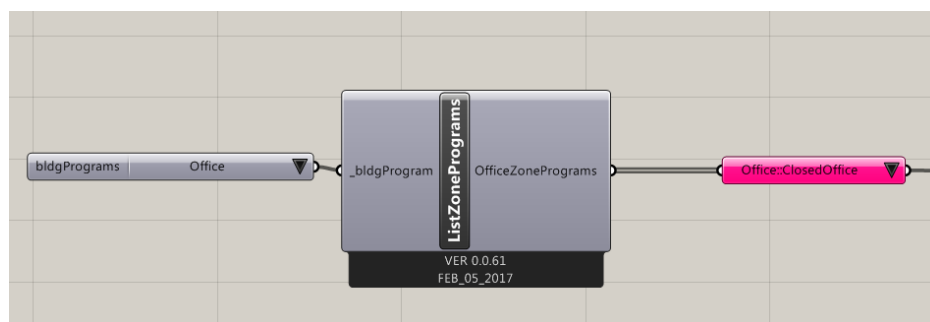 bldgPrograms
Office
_bldgProgram
ListZonePrograms
OfficeZonePrograms
VER 0.0.61
FEB_05_2017
Office::ClosedOffice